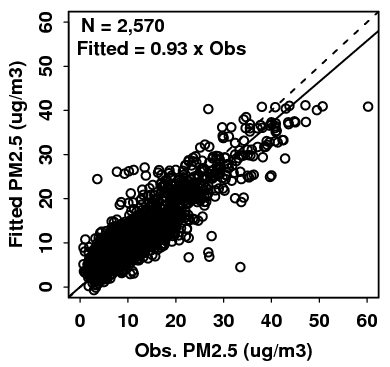 N = 2,570
Fitted = 0.93 x Obs
Fitted PM2.5 (ug/m3)
60
50
40
30
20
10
0
0 10 20 30 40 50 60
Obs. PM2.5 (ug/m3)